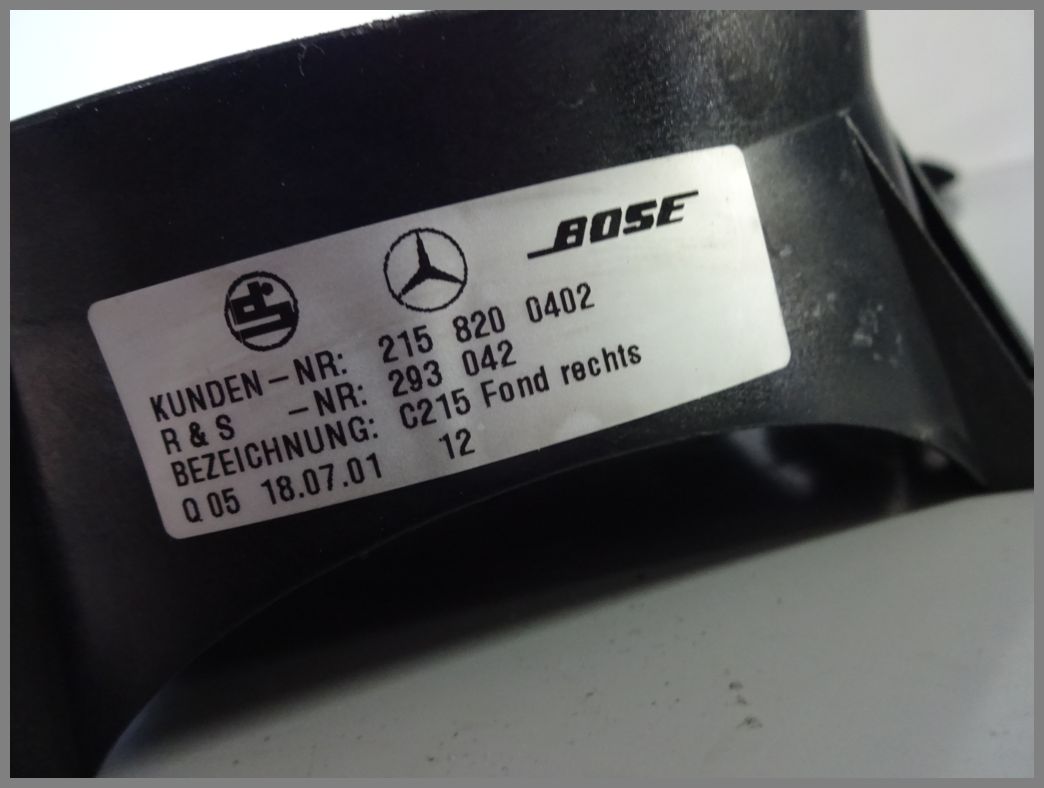 BOSE
KUNDEN-NR: 215 820 0402
R & S -NR: 293 042
BEZEICHNUNG: C215 Fond rechts
Q 05 18.07.01 12